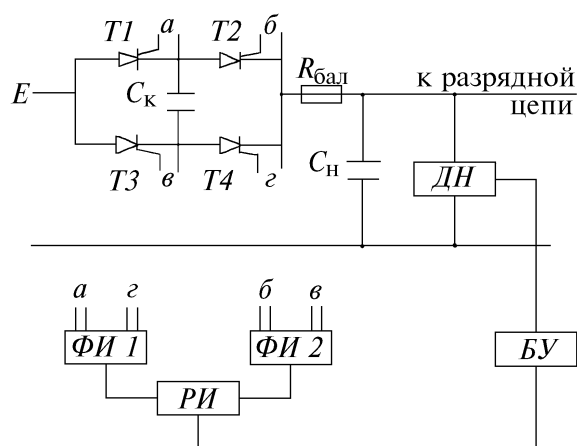 T1 а б
T2
E Cк Rбал к разрядной
цепи
T3 в T4 г Cн ДН
а г б в
ФИ 1 ФИ 2 БУ
РИ